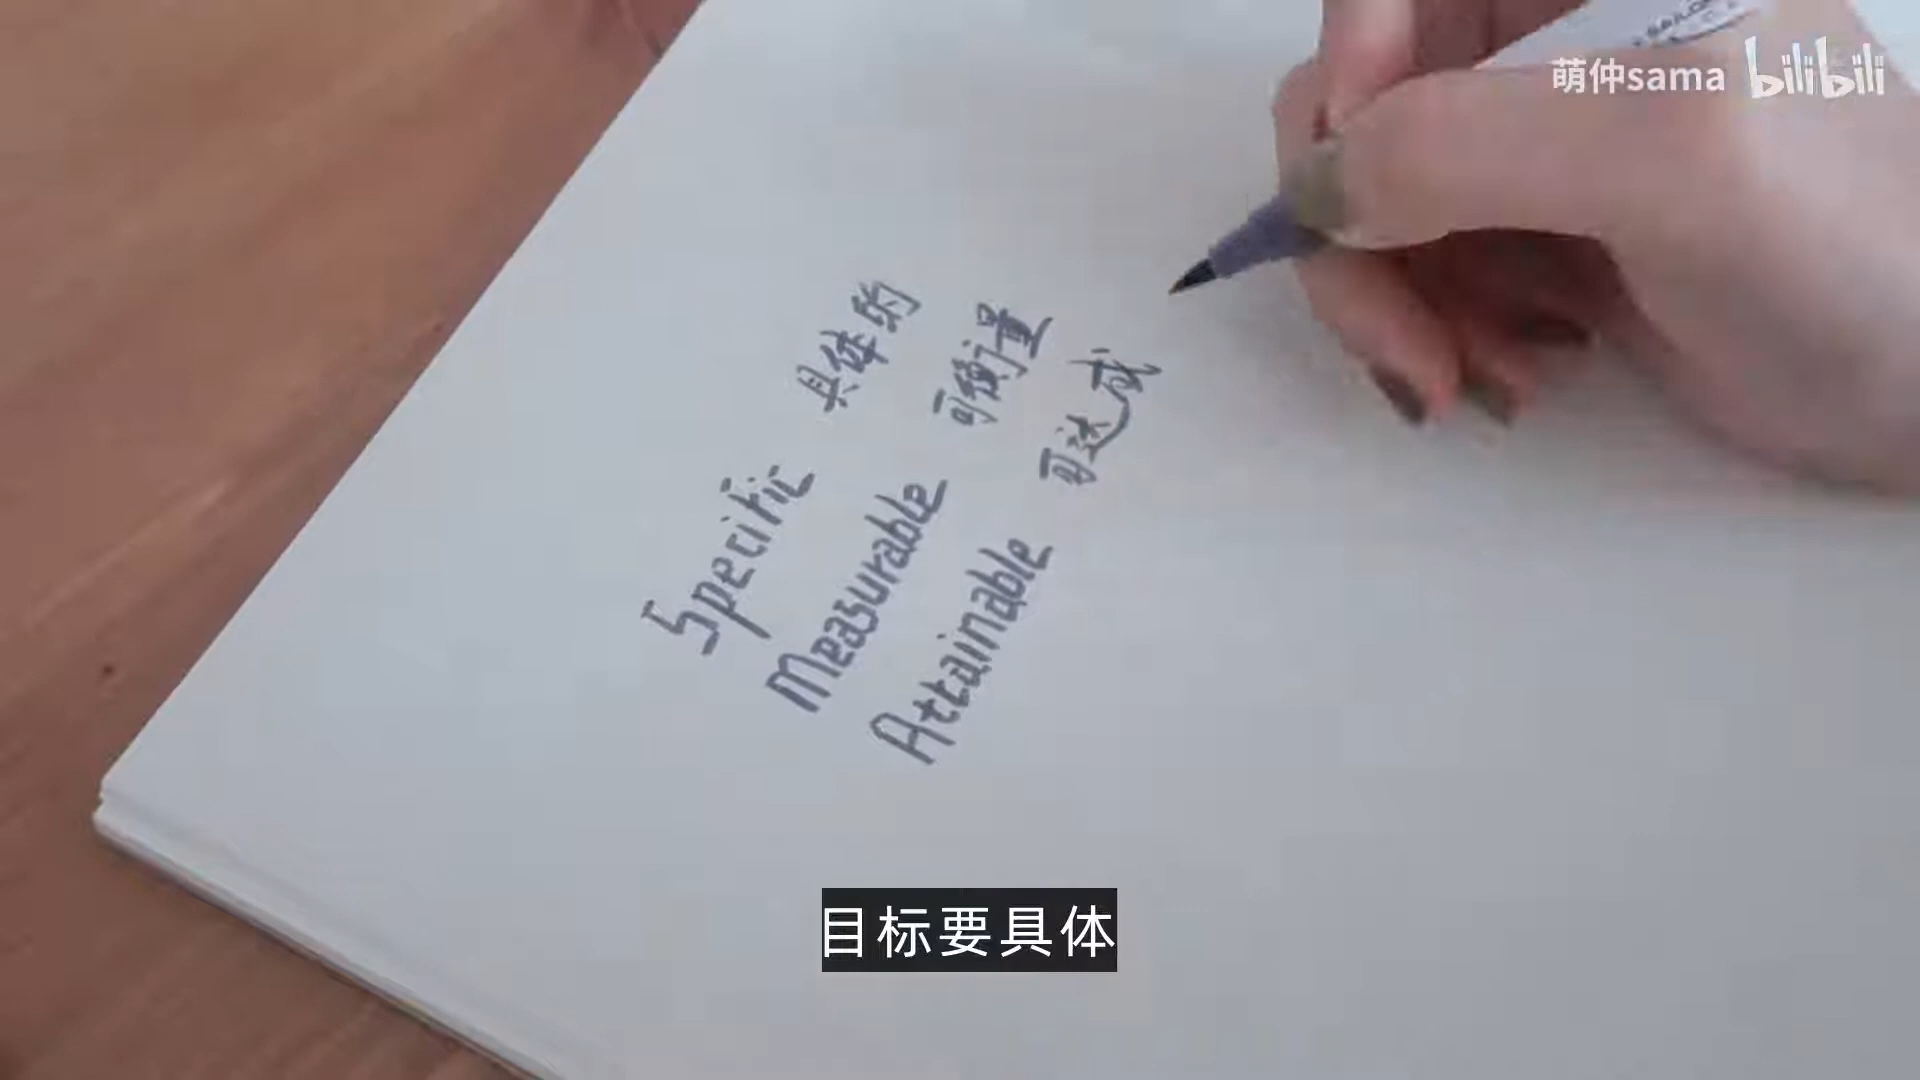 萌仲sama bilibili
Specific 具体的
Measurable 可衡量
Attainable 可达成
目标要具体